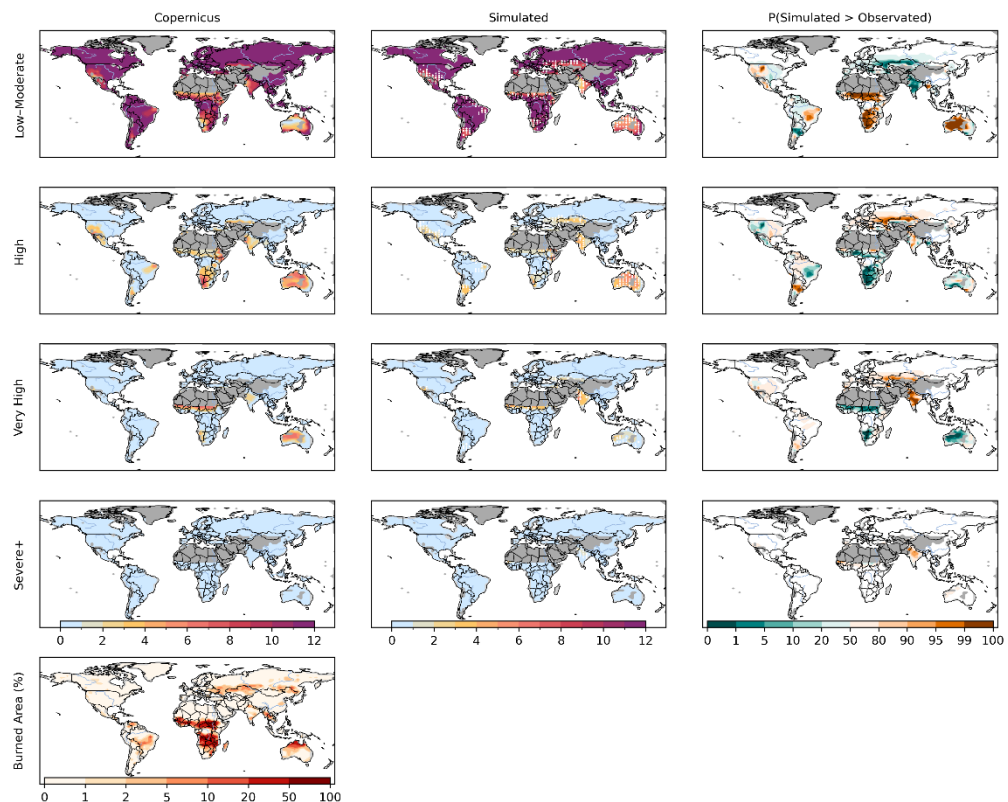 Copernicus
Simulated
P(Simulated > Observated)
Low-Moderate
High
Very High
Severe+
0 2 4 6 8 10 12
0 2 4 6 8 10 12
0 1 5 10 20 50 80 90 95 99 100
Burned Area (%)
0 1 2 5 10 20 50 100